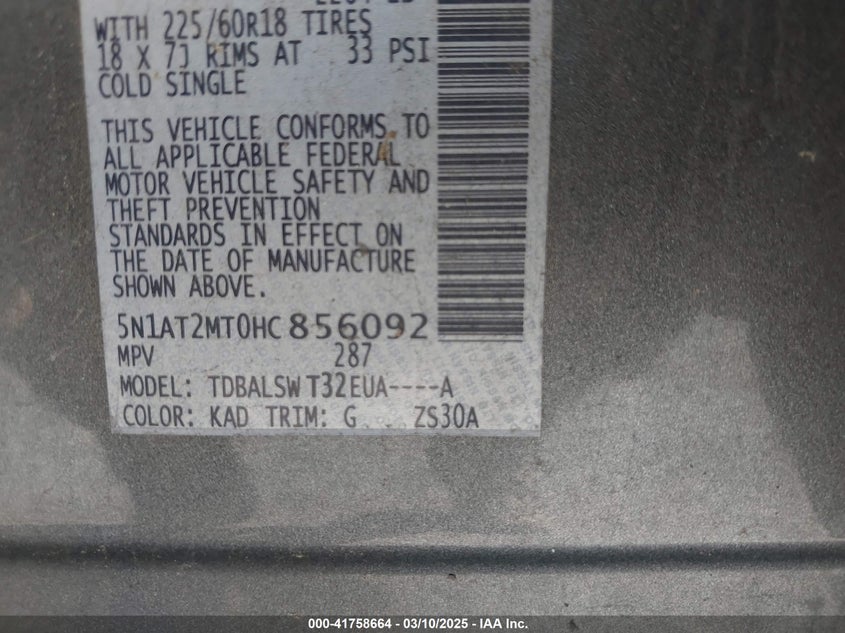 WITH 225/60R18 TIRES
18 X 7J RIMS AT 33 PSI
COLD SINGLE
THIS VEHICLE CONFORMS TO
ALL APPLICABLE FEDERAL
MOTOR VEHICLE SAFETY AND
THEFT PREVENTION
STANDARDS IN EFFECT ON
THE DATE OF MANUFACTURE
SHOWN ABOVE.
5N1AT2MT0HC856092
MPV 287
MODEL: TDBALSWT32EUA----A
COLOR: KAD TRIM: G ZS30A
000-41758664 - 03/10/2025 - IAA Inc.